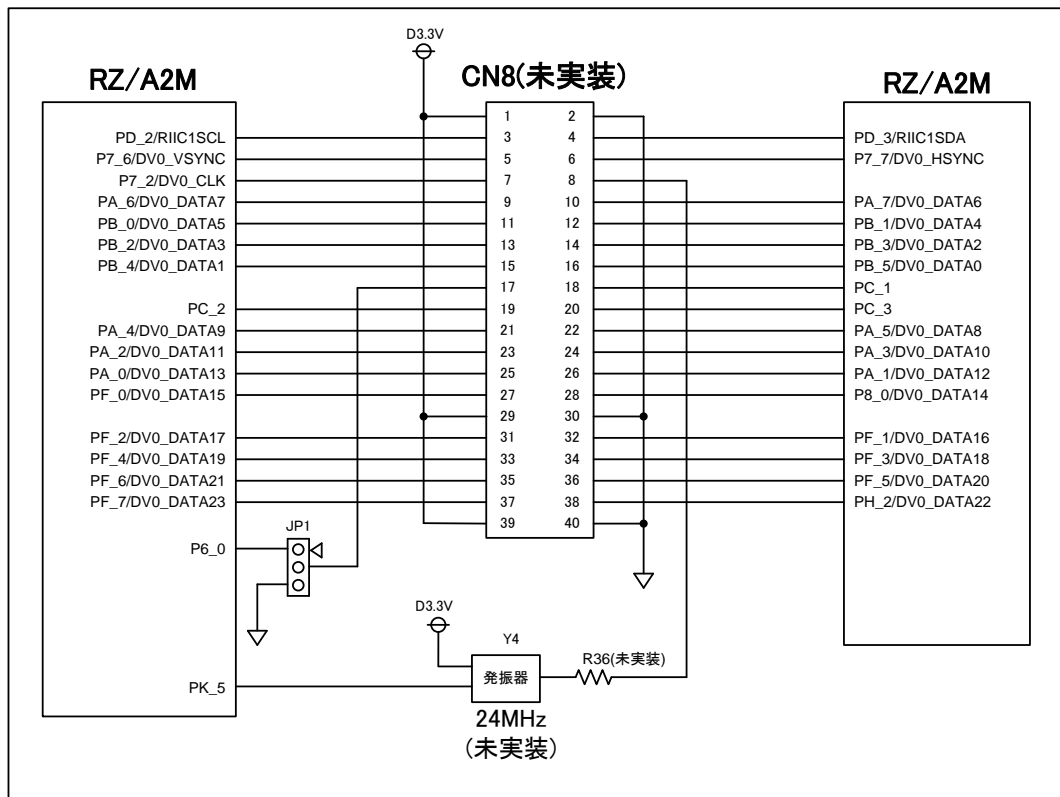 D3.3V
RZ/A2M
CN8(未実装)
RZ/A2M
1 2
PD_2/RIIC1SCL 3 4 PD_3/RIIC1SDA
P7_6/DV0_VSYNC 5 6 P7_7/DV0_HSYNC
P7_2/DV0_CLK 7 8
PA_6/DV0_DATA7 9 10 PA_7/DV0_DATA6
PB_0/DV0_DATA5 11 12 PB_1/DV0_DATA4
PB_2/DV0_DATA3 13 14 PB_3/DV0_DATA2
PB_4/DV0_DATA1 15 16 PB_5/DV0_DATA0
17 18 PC_1
PC_2 19 20 PC_3
PA_4/DV0_DATA9 21 22 PA_5/DV0_DATA8
PA_2/DV0_DATA11 23 24 PA_3/DV0_DATA10
PA_0/DV0_DATA13 25 26 PA_1/DV0_DATA12
PF_0/DV0_DATA15 27 28 P8_0/DV0_DATA14
29 30
PF_2/DV0_DATA17 31 32 PF_1/DV0_DATA16
PF_4/DV0_DATA19 33 34 PF_3/DV0_DATA18
PF_6/DV0_DATA21 35 36 PF_5/DV0_DATA20
PF_7/DV0_DATA23 37 38 PH_2/DV0_DATA22
39 40
JP1
P6_0
D3.3V
Y4
R36(未実装)
PK_5
発振器
24MHz
(未実装)